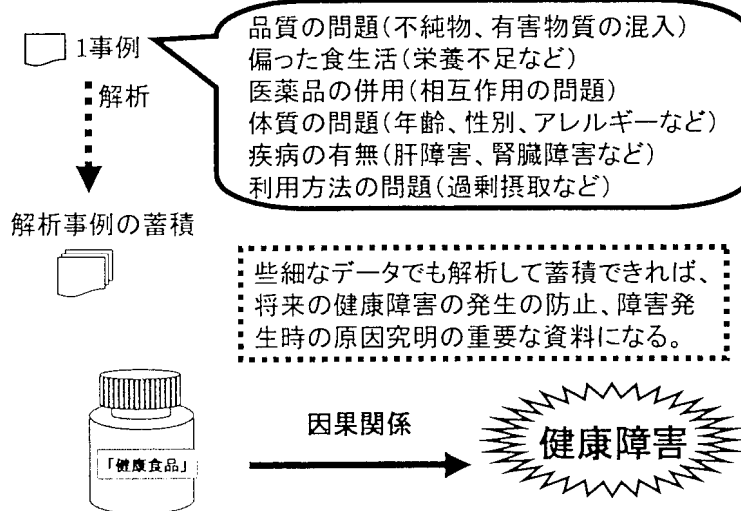 1事例
品質の問題(不純物、有害物質の混入)
偏った食生活(栄養不足など)
医薬品の併用(相互作用の問題)
体質の問題(年齢、性別、アレルギーなど)
疾病の有無(肝障害、腎臓障害など)
利用方法の問題(過剰摂取など)
解析
解析事例の蓄積
些細なデータでも解析して蓄積できれば、
将来の健康障害の発生の防止、障害発
生時の原因究明の重要な資料になる。
「健康食品」
因果関係
健康障害